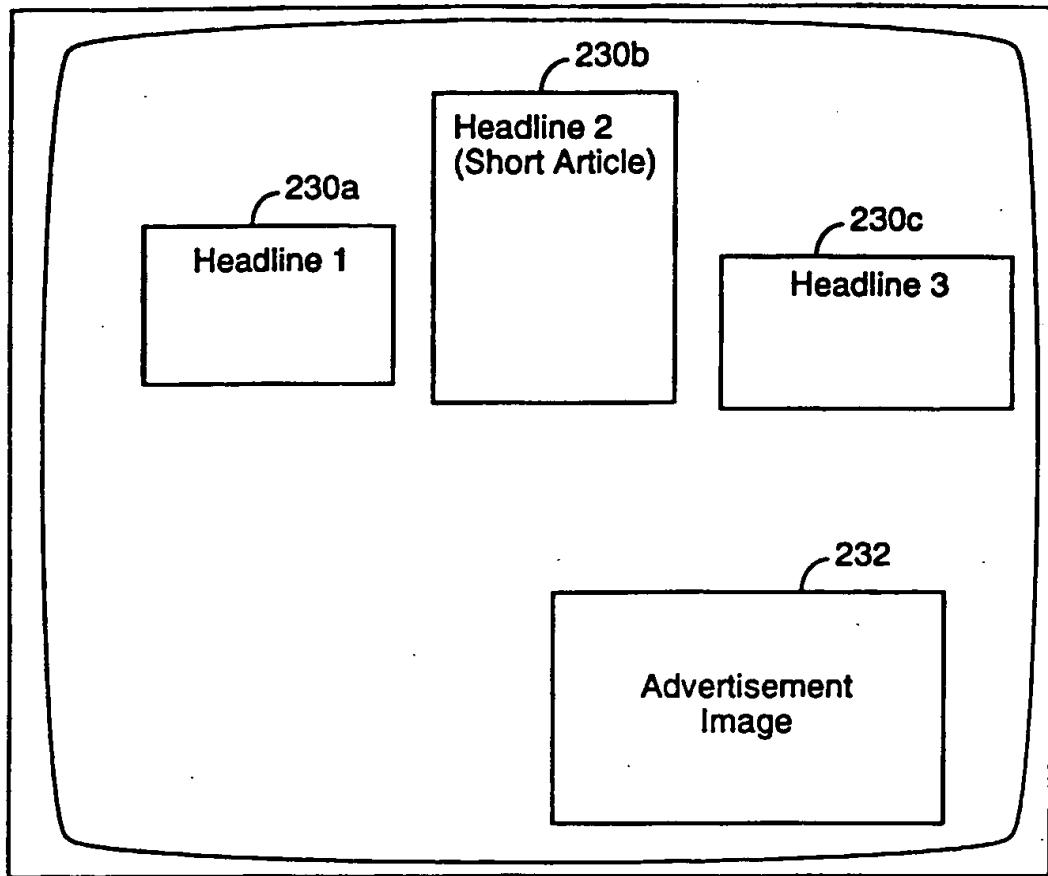 230b
Headline 2
(Short Article)
230a
Headline 1
230c
Headline 3
232
Advertisement
Image